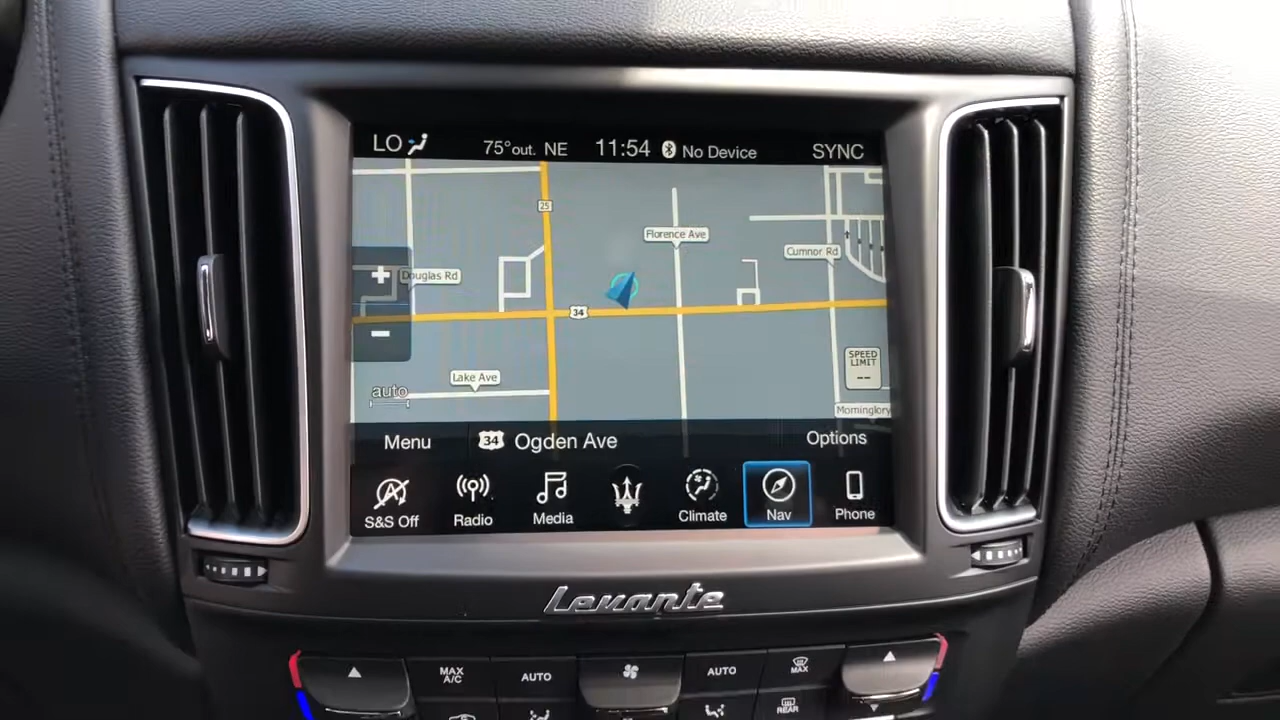 LO 75°out. NE 11:54 No Device SYNC
25
Florence Ave
Cumnor Rd
Douglas Rd
+
34
-
SPEED
LIMIT
--
Lake Ave
auto
Morninglory
Menu 34 Ogden Ave Options
S&S Off Radio Media Climate Nav Phone
Levante
MAX
A/C
AUTO
AUTO
MAX
REAR